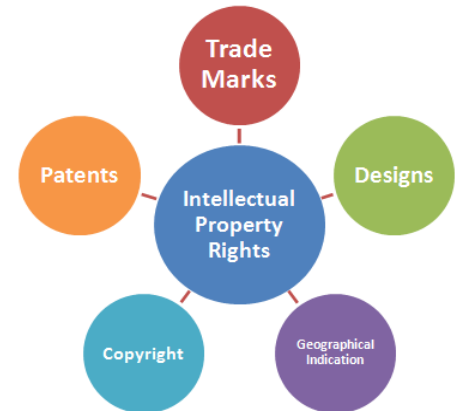 Trade
Marks
Patents
Designs
Intellectual
Property
Rights
Copyright
Geographical
Indication